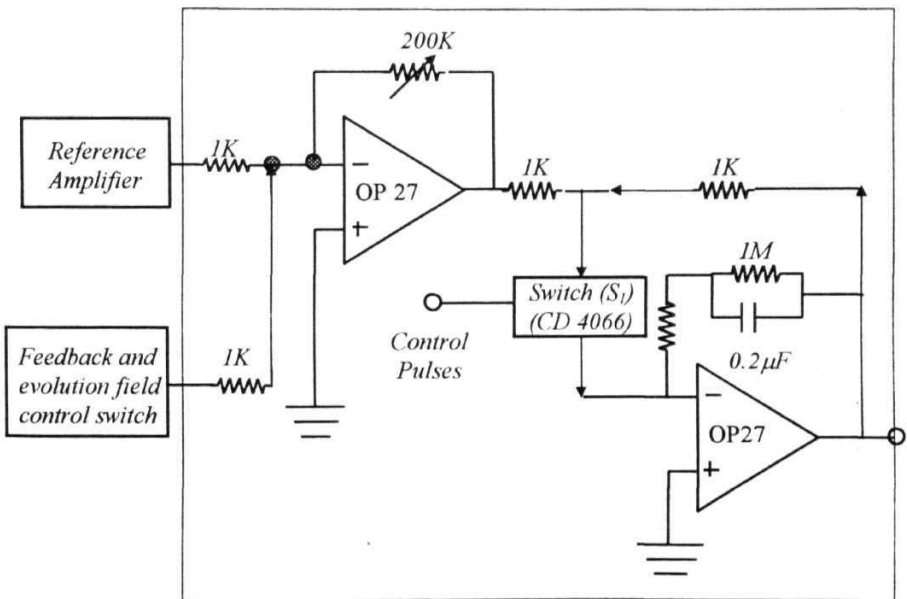 200K
Reference
Amplifier
1K
OP 27
−
+
1K
1K
1M
Switch (S1)
(CD 4066)
Control
Pulses
0.2µF
Feedback and
evolution field
control switch
1K
−
OP27
+